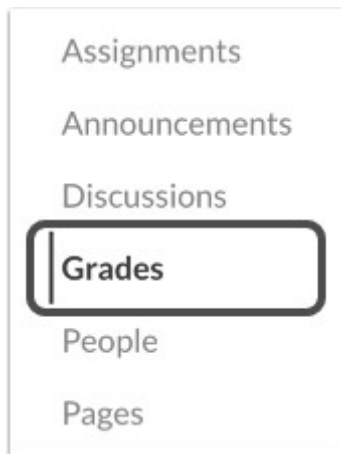 Assignments
Announcements
Discussions
Grades
People
Pages